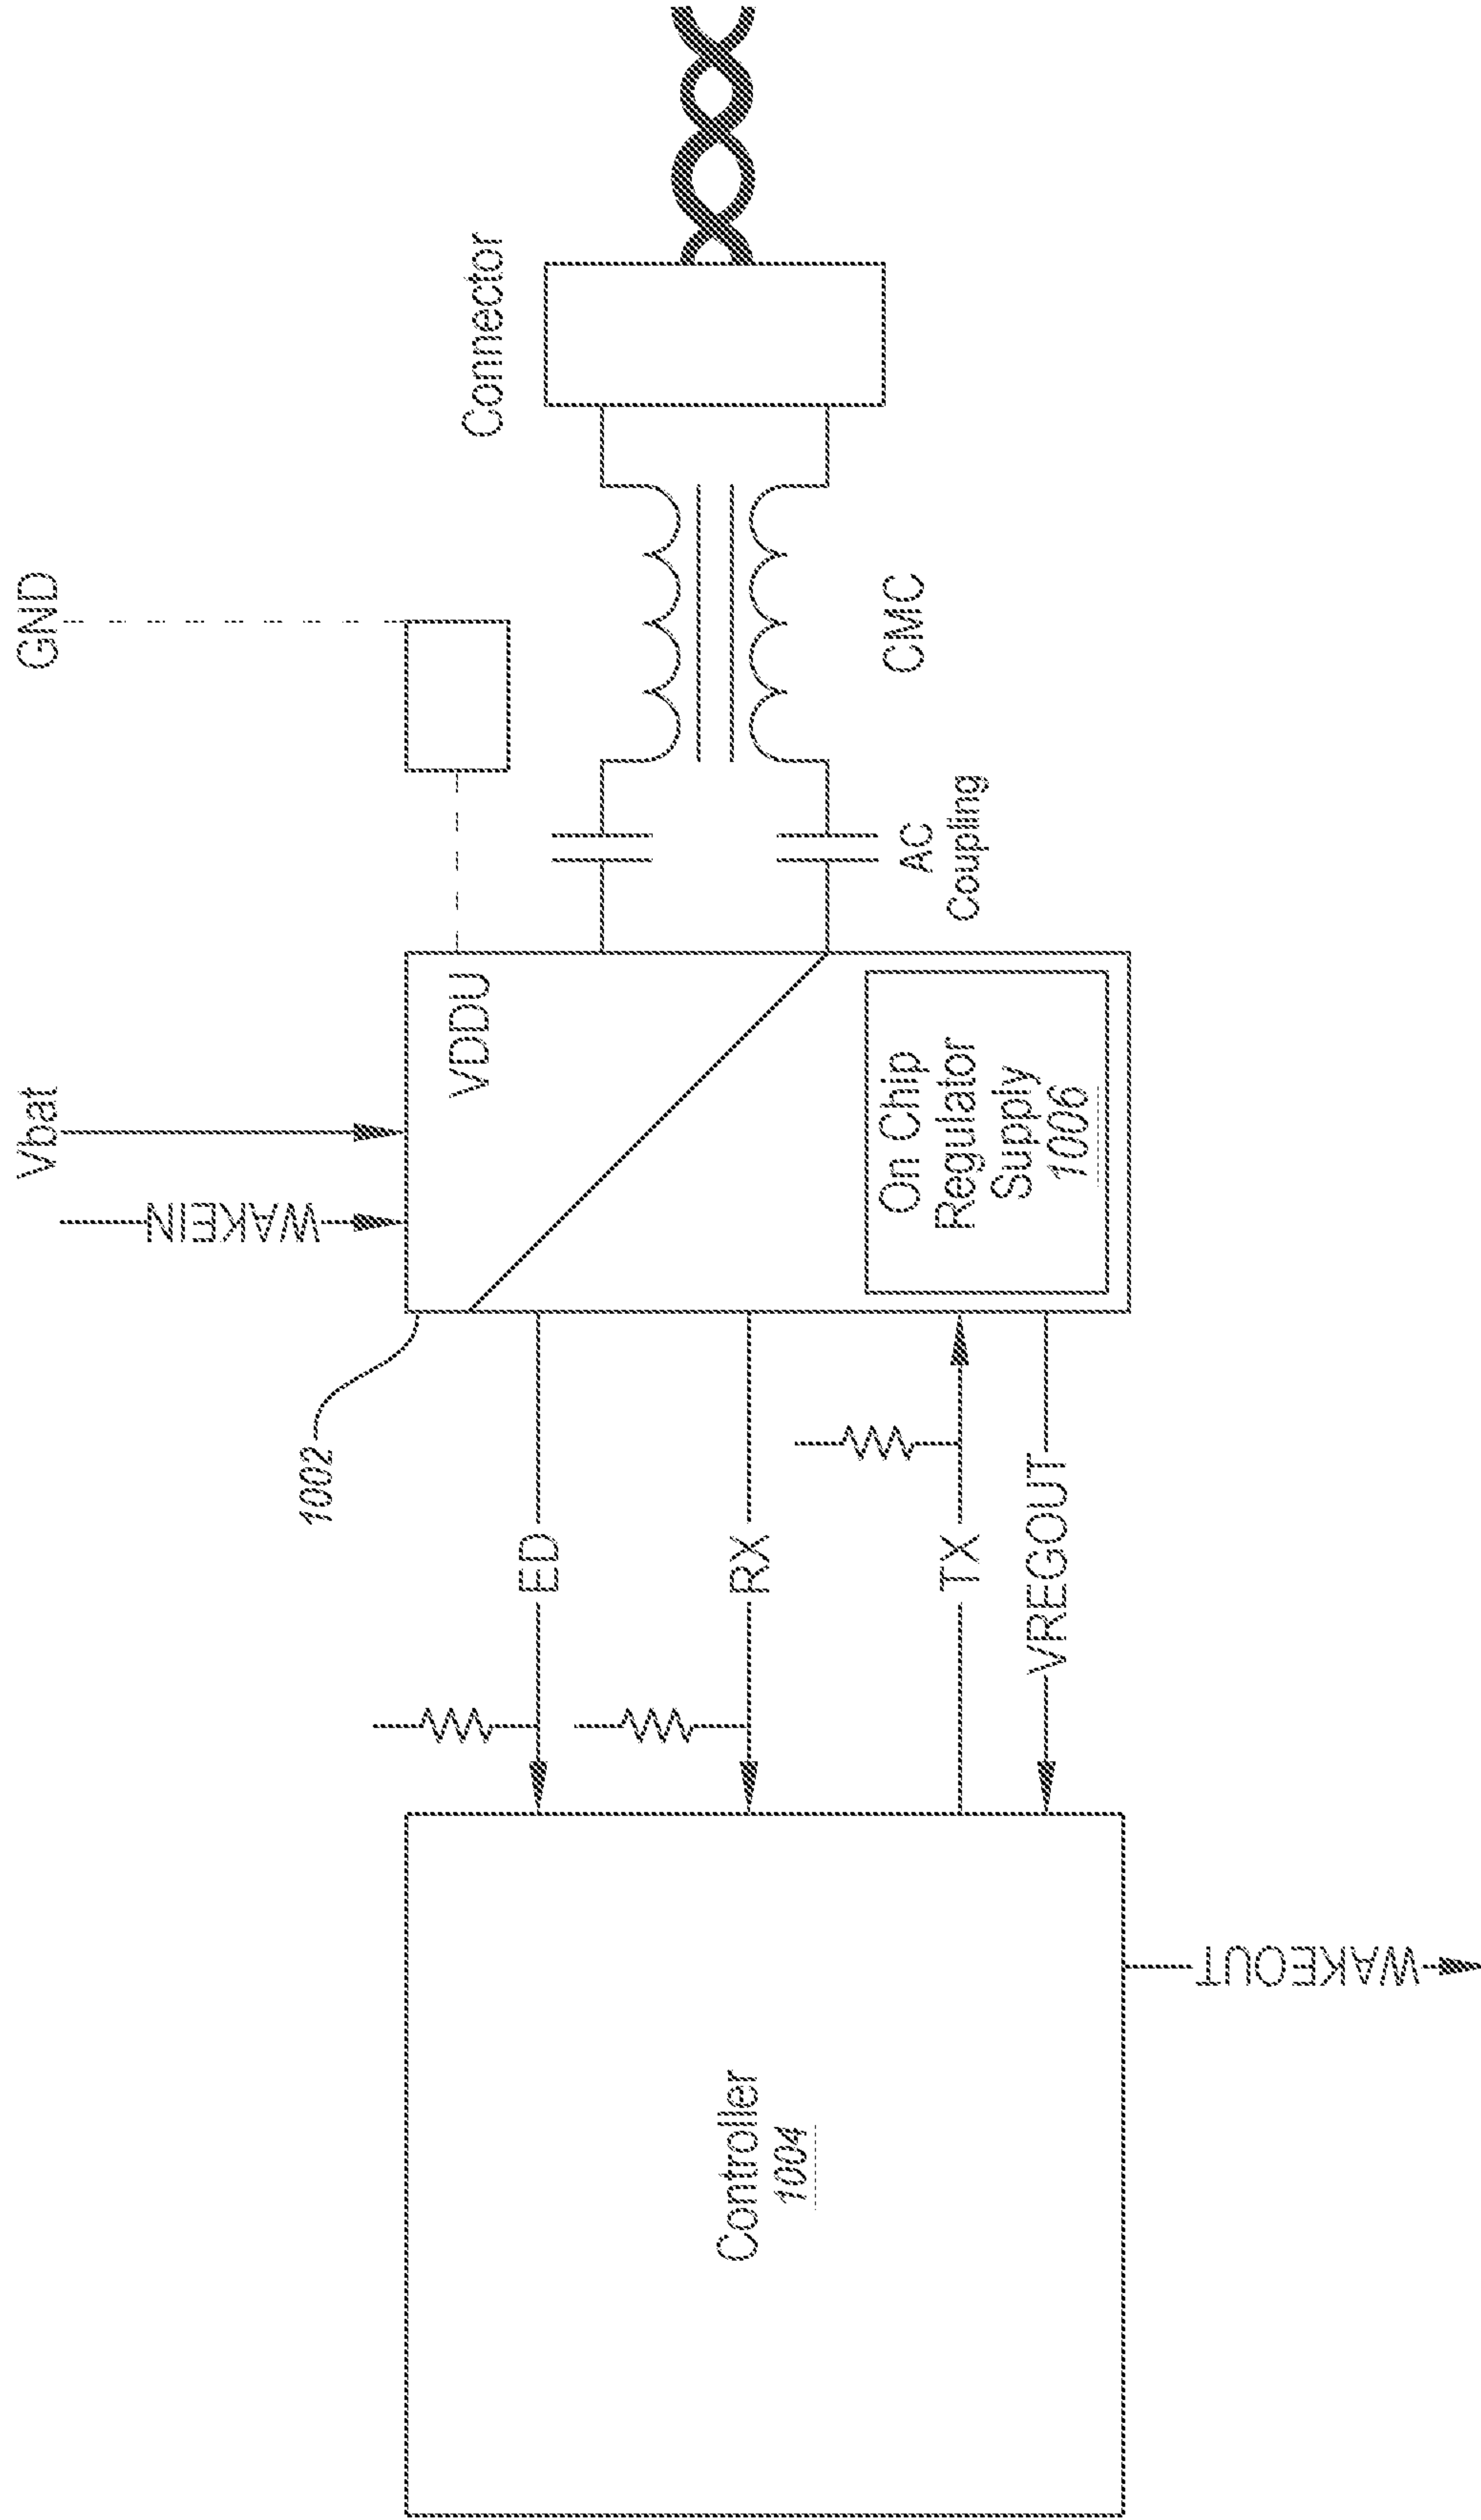 GND
Vbat
WAKEIN
Connector
VDDU
1002
CMC
AC
Coupling
ED
RX
TX
VREGOUT
On Chip
Regulator
Supply
1006
Controller
1004
WAKEOUT